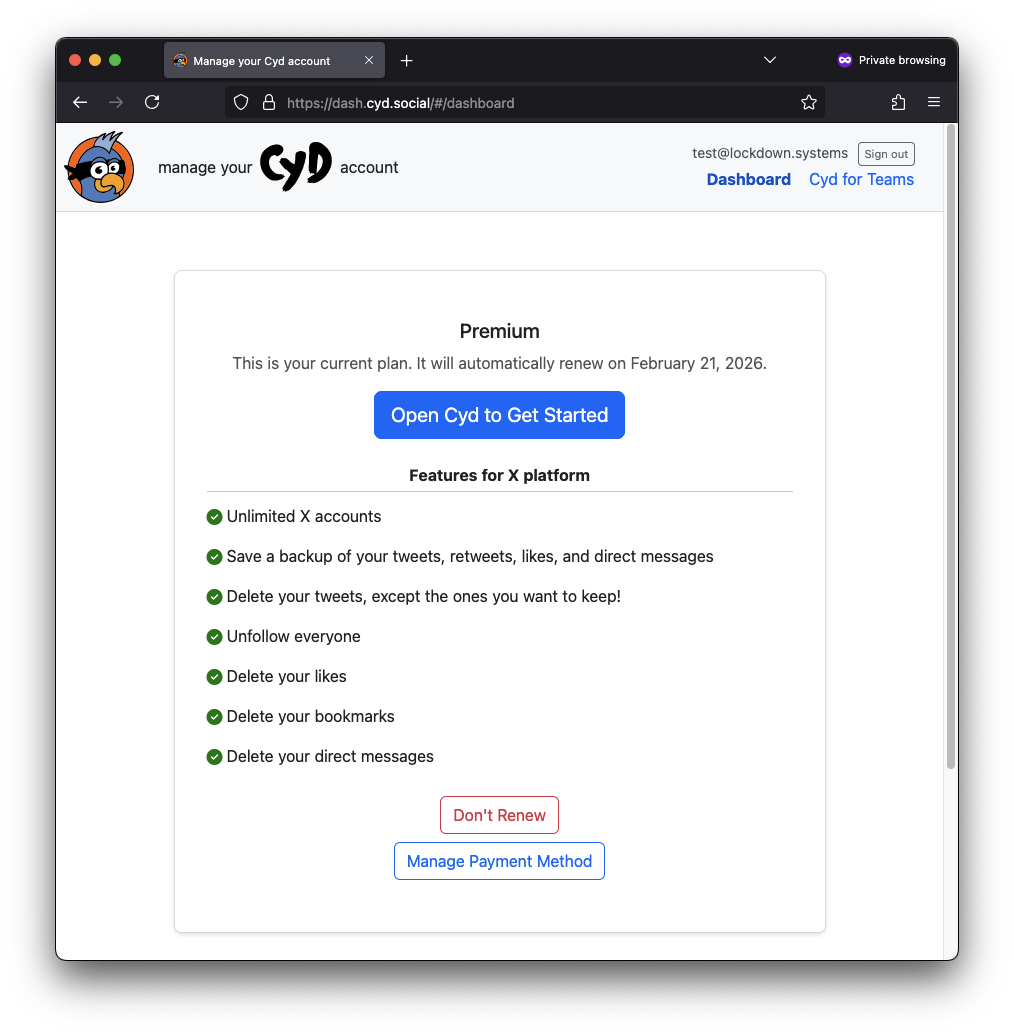 Manage your Cyd account
Private browsing
https://dash.cyd.social/#/dashboard
manage your CYD account
test@lockdown.systems Sign out
Dashboard Cyd for Teams
Premium
This is your current plan. It will automatically renew on February 21, 2026.
Open Cyd to Get Started
Features for X platform
Unlimited X accounts
Save a backup of your tweets, retweets, likes, and direct messages
Delete your tweets, except the ones you want to keep!
Unfollow everyone
Delete your likes
Delete your bookmarks
Delete your direct messages
Don't Renew
Manage Payment Method